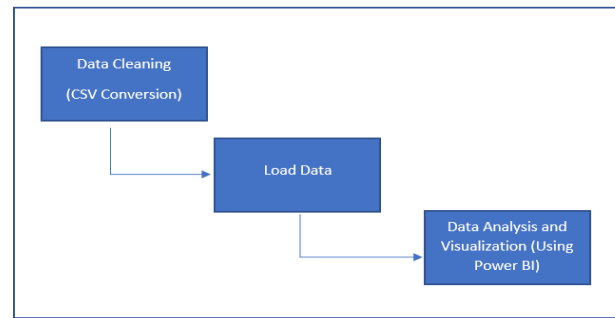 Data Cleaning
(CSV Conversion)
Load Data
Data Analysis and
Visualization (Using
Power BI)